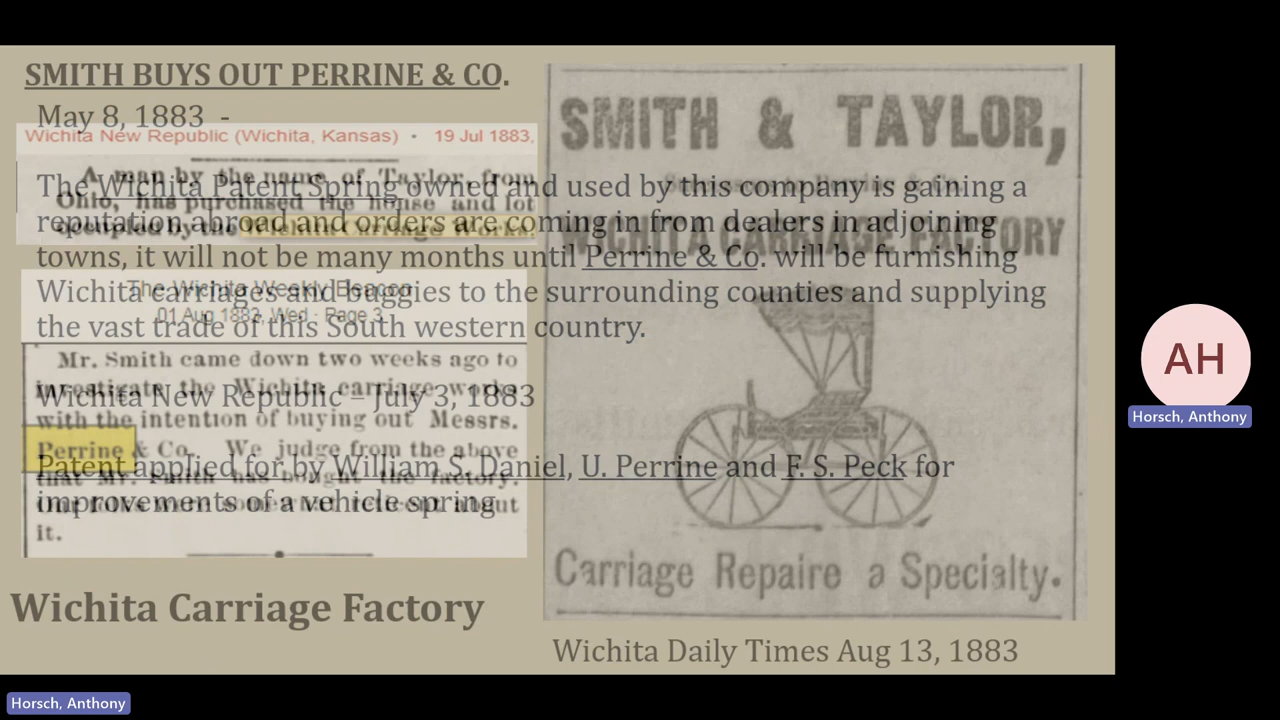 SMITH BUYS OUT PERRINE & CO.
May 8, 1883 -
Wichita New Republic (Wichita, Kansas) • 19 Jul 1883,
A man by the name of Taylor, from
Ohio, has purchased the house and lot
occupied by the Wichita Carriage Works.
The Wichita Patent Spring owned and used by this company is gaining a
reputation abroad and orders are coming in from dealers in adjoining
towns, it will not be many months until Perrine & Co. will be furnishing
Wichita carriages and buggies to the surrounding counties and supplying
the vast trade of this South western country.
The Wichita Weekly Beacon
01 Aug 1883, Wed · Page 3
Mr. Smith came down two weeks ago to
investigate the Wichita carriage works
with the intention of buying out Messrs.
Perrine & Co. We judge from the above
that Mr. Smith has bought the factory.
about
it.
Wichita New Republic – July 3, 1883
Patent applied for by William S. Daniel, U. Perrine and F. S. Peck for
improvements of a vehicle spring
Wichita Carriage Factory
SMITH & TAYLOR,
WICHITA CARRIAGE FACTORY
Carriage Repaire a Specialty.
Wichita Daily Times Aug 13, 1883
AH
Horsch, Anthony
Horsch, Anthony